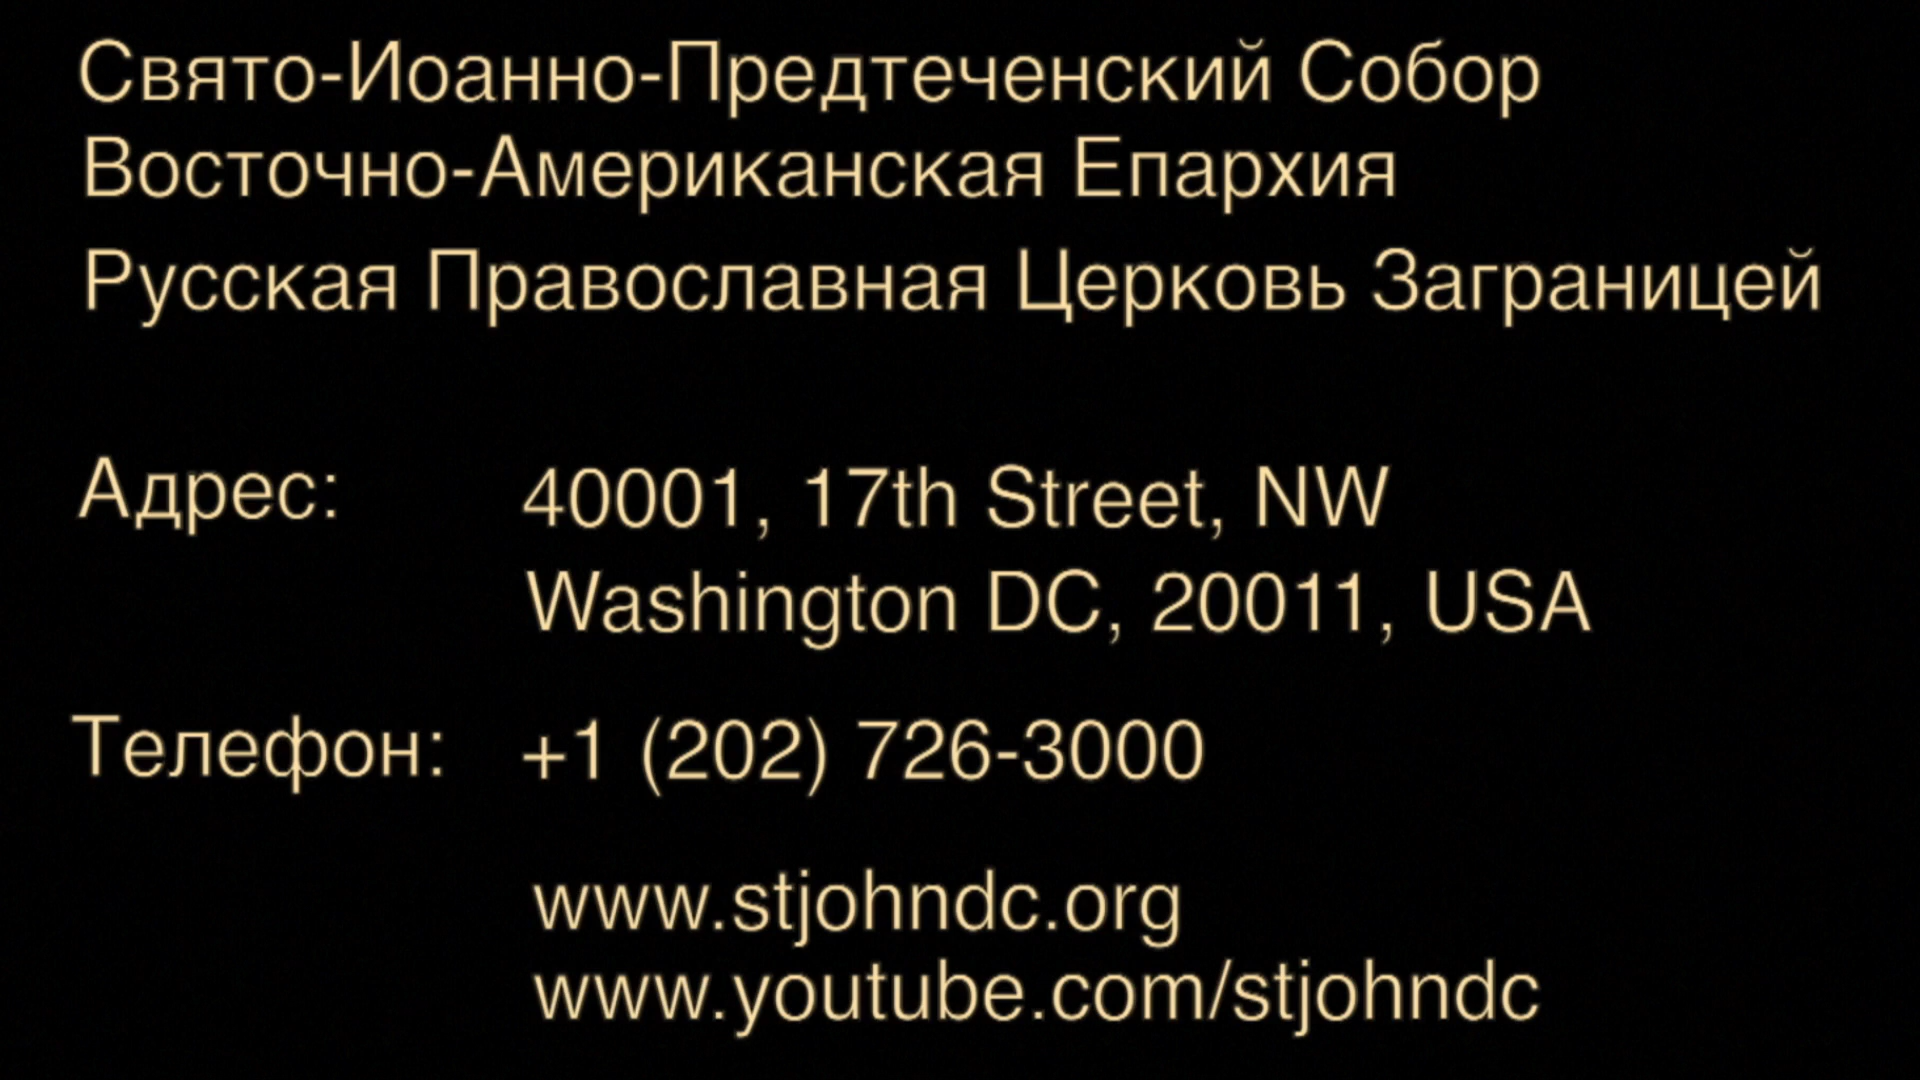 Свято-Иоанно-Предтеченский Собор
Восточно-Американская Епархия
Русская Православная Церковь Заграницей
Адрес: 40001, 17th Street, NW
Washington DC, 20011, USA
Телефон: +1 (202) 726-3000
www.stjohndc.org
www.youtube.com/stjohndc